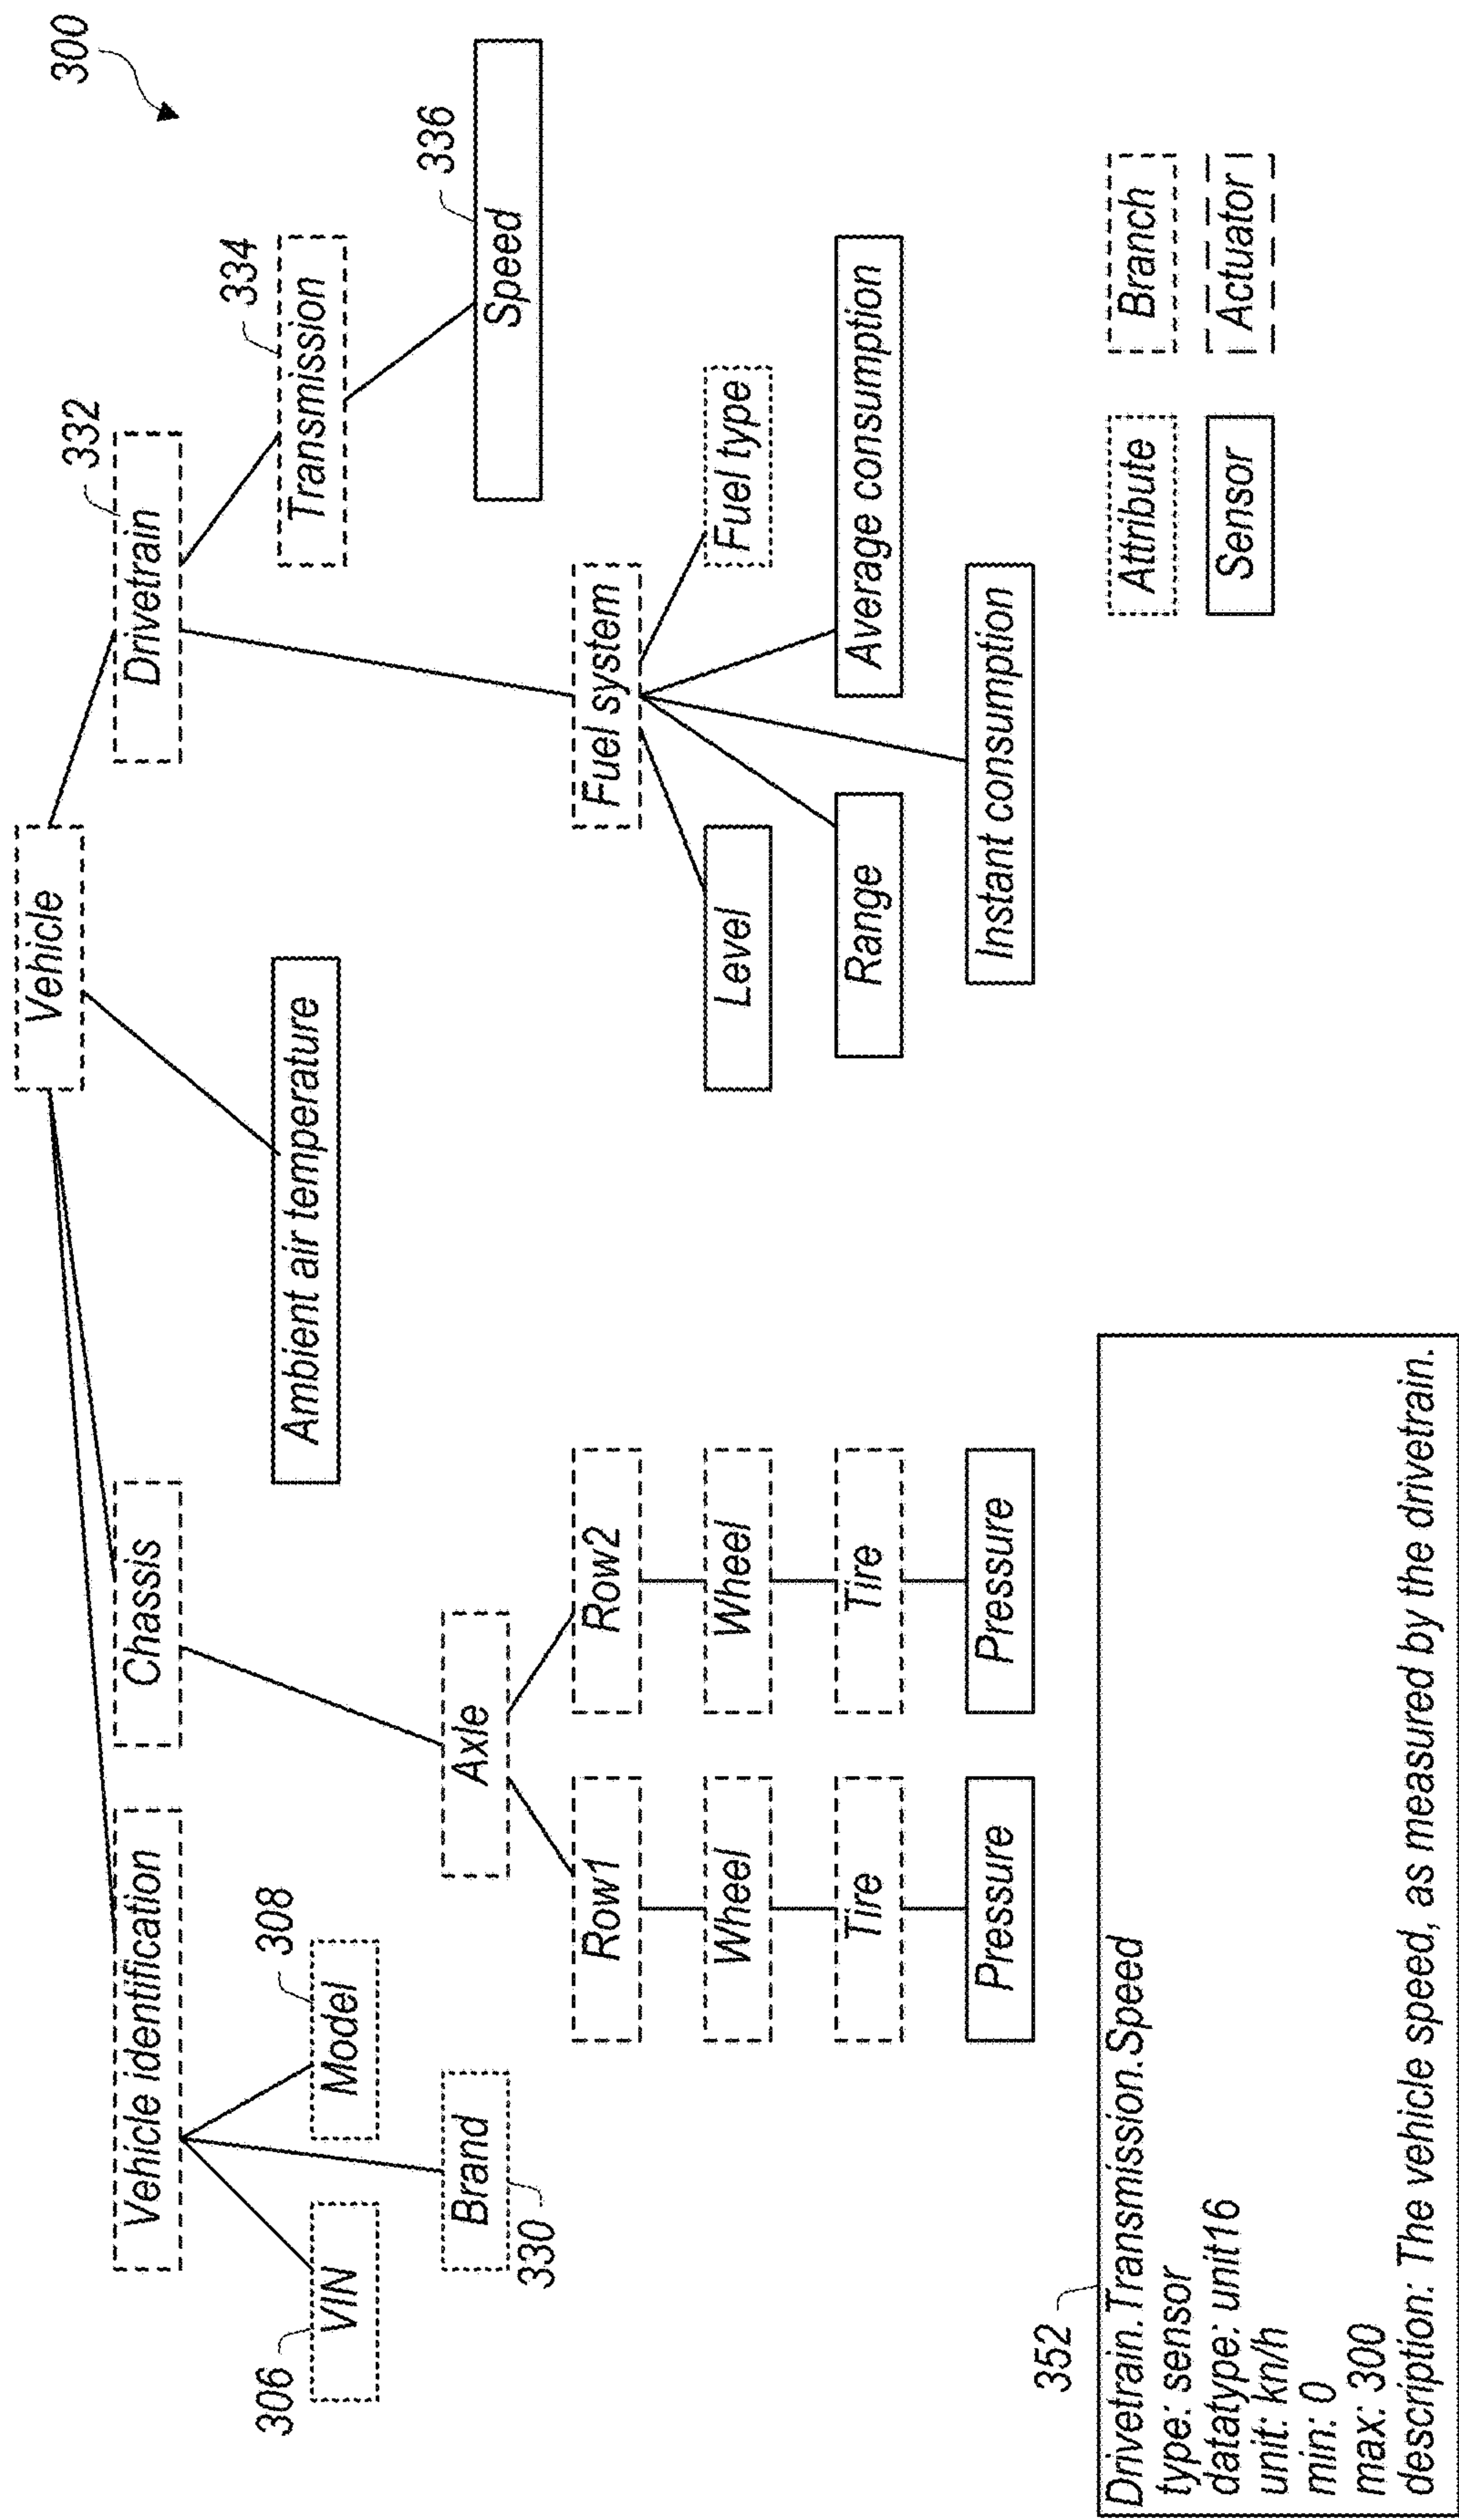 300
Vehicle
Vehicle identification
Chassis
Drivetrain
332
Ambient air temperature
Transmission
334
306
VIN
Model
308
Brand
330
Axle
Speed
336
Row1
Row2
Fuel system
Wheel
Wheel
Level
Fuel type
Tire
Tire
Range
Average consumption
Pressure
Pressure
Instant consumption
352
Drivetrain.Transmission.Speed
type: sensor
datatype: unit16
unit: kn/h
min: 0
max: 300
description: The vehicle speed, as measured by the drivetrain.
Attribute
Branch
Sensor
Actuator